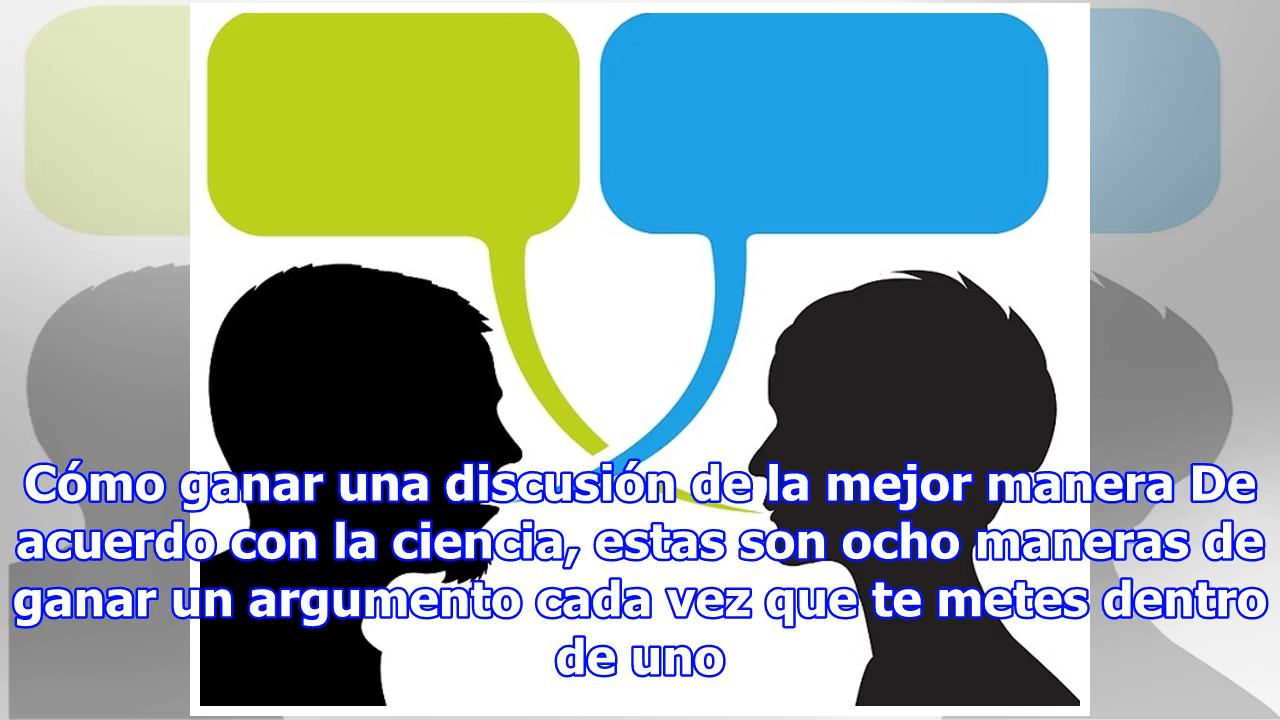 Cómo ganar una discusión de la mejor manera De
acuerdo con la ciencia, estas son ocho maneras de
ganar un argumento cada vez que te metes dentro
de uno